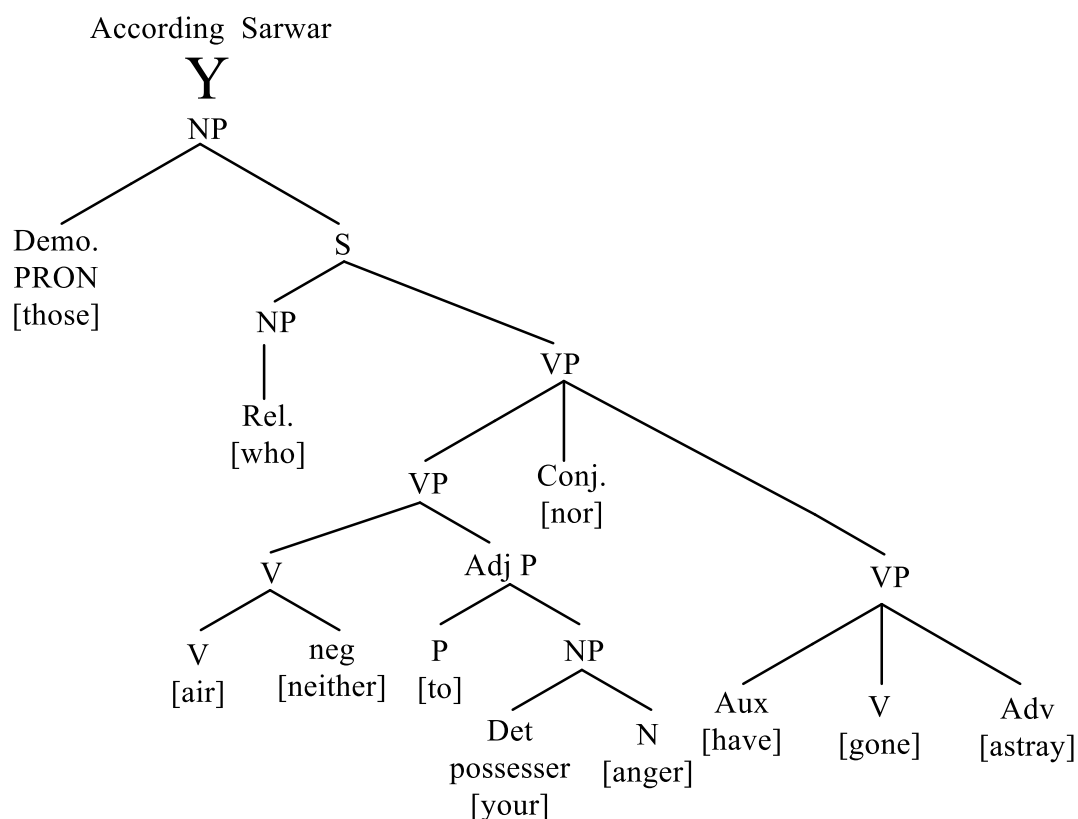 According Sarwar
Y
NP
Demo.
PRON
[those]
S
NP
Rel.
[who]
VP
VP
Conj.
[nor]
V
Adj P
VP
V
[air]
neg
[neither]
P
[to]
NP
Det
possesser
[your]
N
[anger]
Aux
[have]
V
[gone]
Adv
[astray]